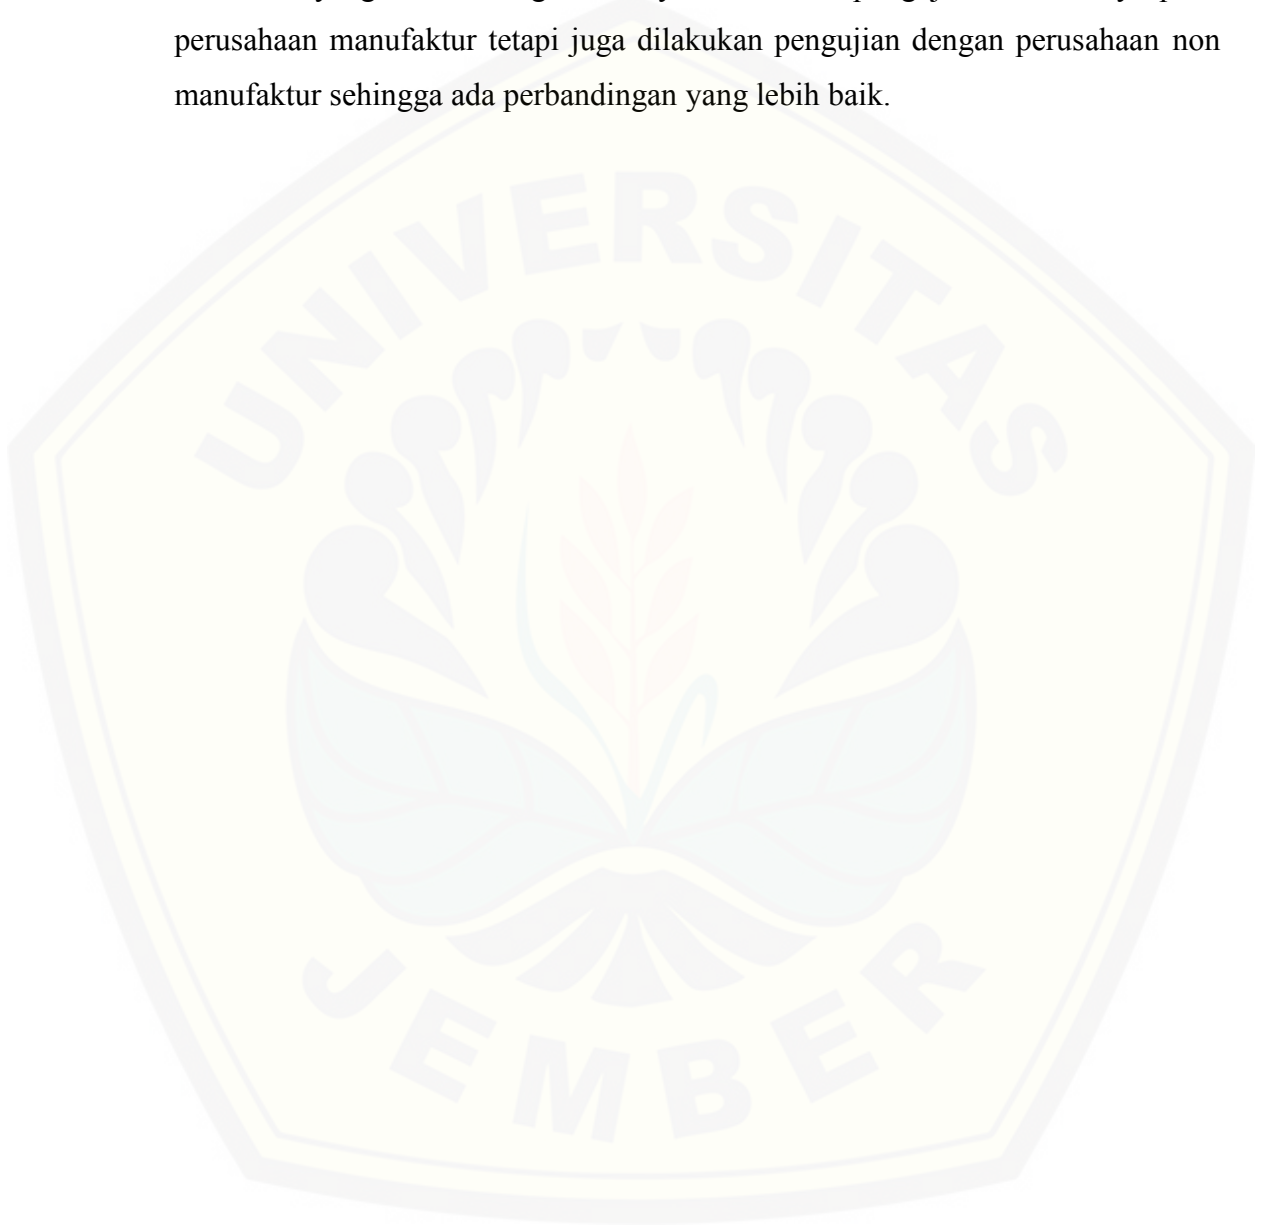 perusahaan manufaktur tetapi juga dilakukan pengujian dengan perusahaan non
manufaktur sehingga ada perbandingan yang lebih baik.
UNIVERSITAS
JEMBER